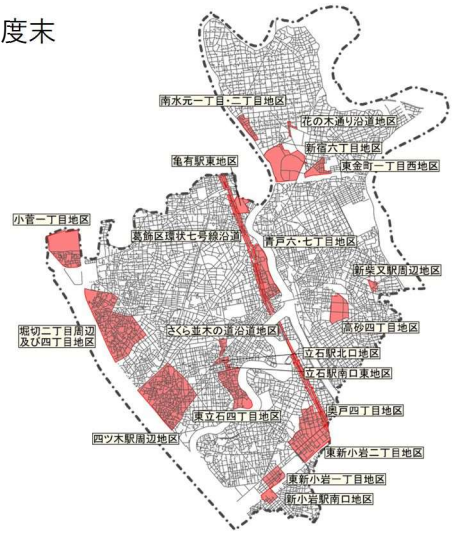 度末
南水元一丁目・二丁目地区
花の木通り沿道地区
新宿六丁目地区
東金町一丁目西地区
亀有駅東地区
小菅一丁目地区
葛飾区環状七号線沿道
青戸六・七丁目地区
新柴又駅周辺地区
堀切二丁目周辺
及び四丁目地区
さくら並木の道沿道地区
高砂四丁目地区
立石駅北口地区
立石駅南口東地区
東立石四丁目地区
奥戸四丁目地区
四ツ木駅周辺地区
東新小岩二丁目地区
東新小岩一丁目地区
新小岩駅南口地区